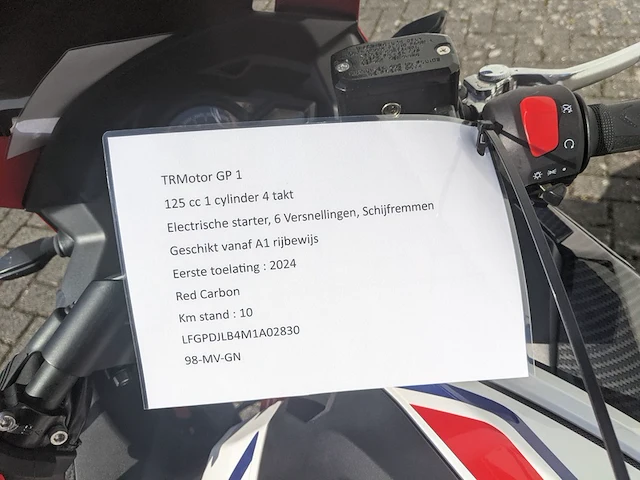 TRMotor GP 1
125 cc 1 cylinder 4 takt
Electrische starter, 6 Versnellingen, Schijfremmen
Geschikt vanaf A1 rijbewijs
Eerste toelating : 2024
Red Carbon
Km stand : 10
LFGPDJLB4M1A02830
98-MV-GN